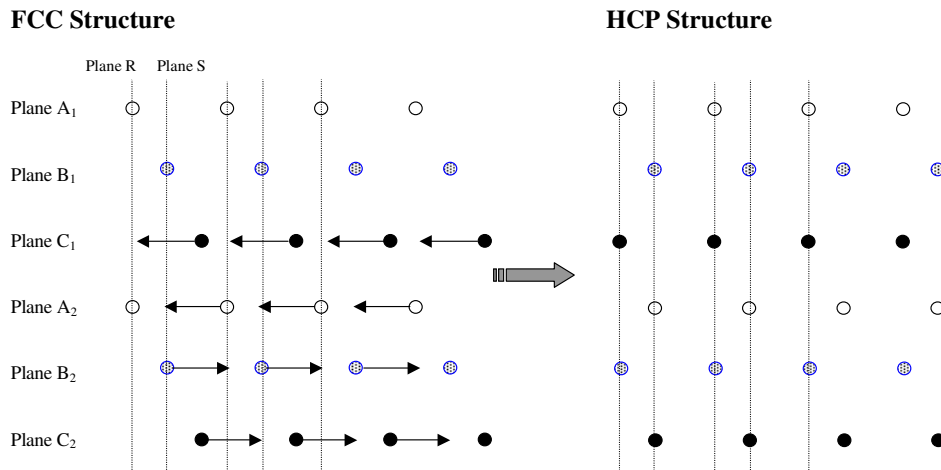 FCC Structure
HCP Structure
Plane R
Plane S
Plane A₁
Plane B₁
Plane C₁
Plane A₂
Plane B₂
Plane C₂